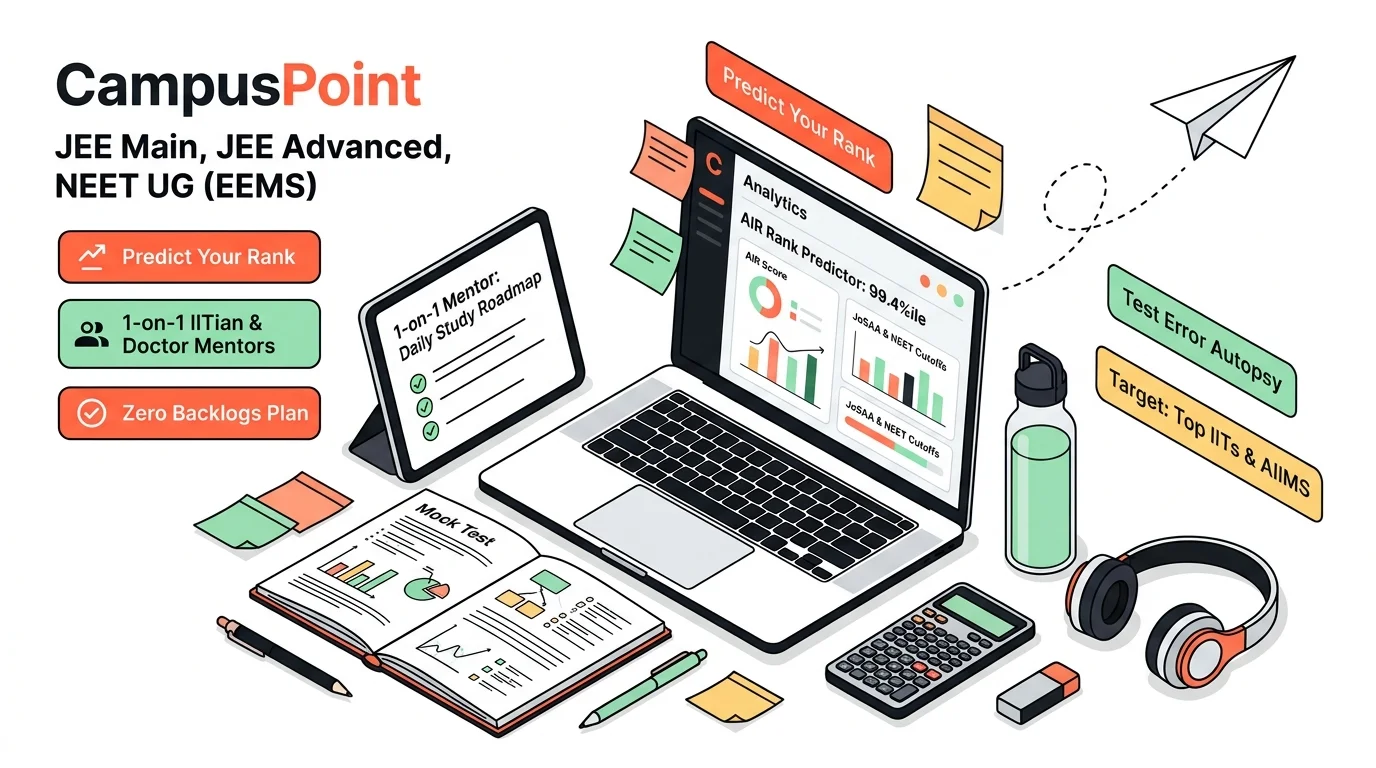 CampusPoint
JEE Main, JEE Advanced,
NEET UG (EEMS)
Predict Your Rank
1-on-1 IITian &
Doctor Mentors
Zero Backlogs Plan
1-on-1 Mentor:
Daily Study Roadmap
Predict Your Rank
C
Analytics
AIR Rank Predictor: 99.4%ile
AIR Score
JoSAA & NEET Cutoffs
JoSAA & NEET Cutoffs
Test Error Autopsy
Target: Top IITs & AIIMS
Mock Test